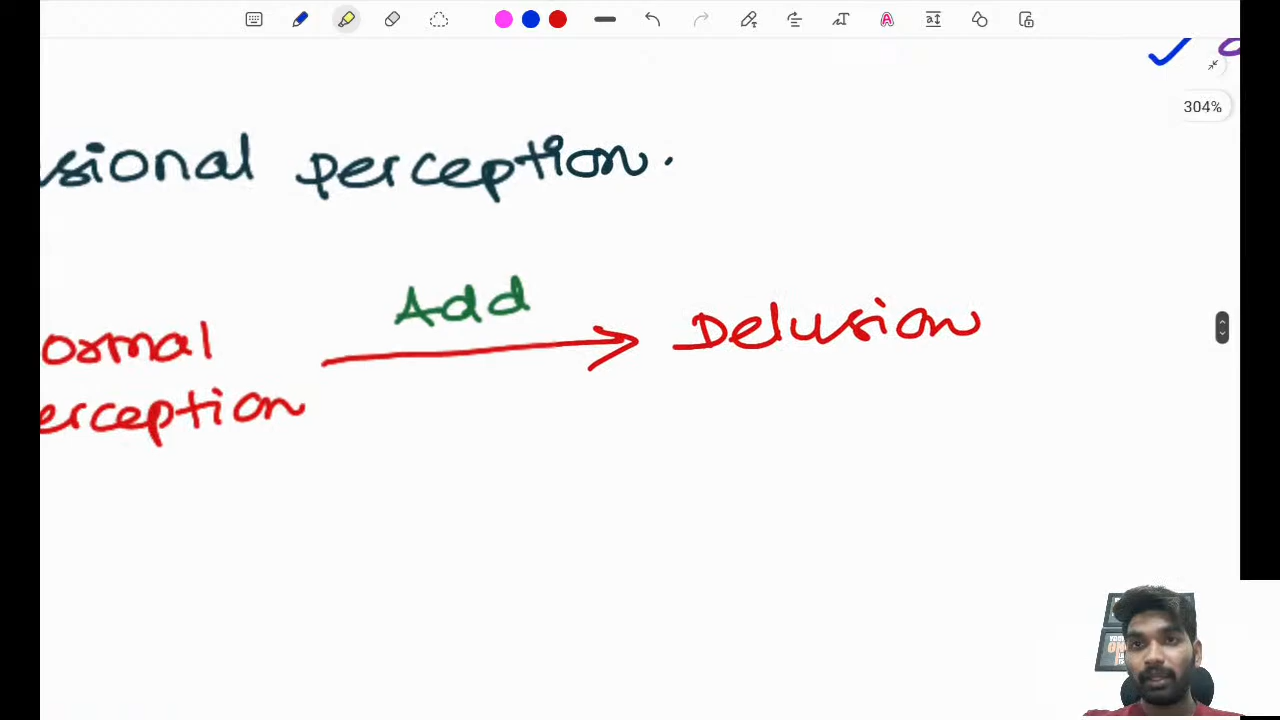 304%
sional perception.
Add
ormal
Delusion
erception